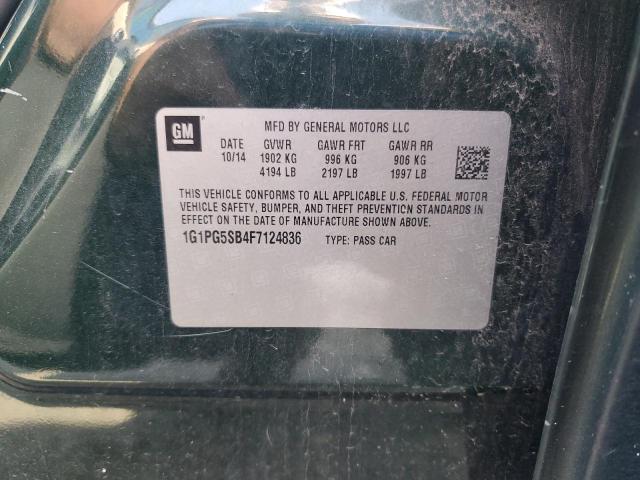 GM
MFD BY GENERAL MOTORS LLC
DATE GVWR GAWR FRT GAWR RR
10/14 1902 KG 996 KG 906 KG
4194 LB 2197 LB 1997 LB
THIS VEHICLE CONFORMS TO ALL APPLICABLE U.S. FEDERAL MOTOR
VEHICLE SAFETY, BUMPER, AND THEFT PREVENTION STANDARDS IN
EFFECT ON THE DATE OF MANUFACTURE SHOWN ABOVE.
1G1PG5SB4F7124836 TYPE: PASS CAR